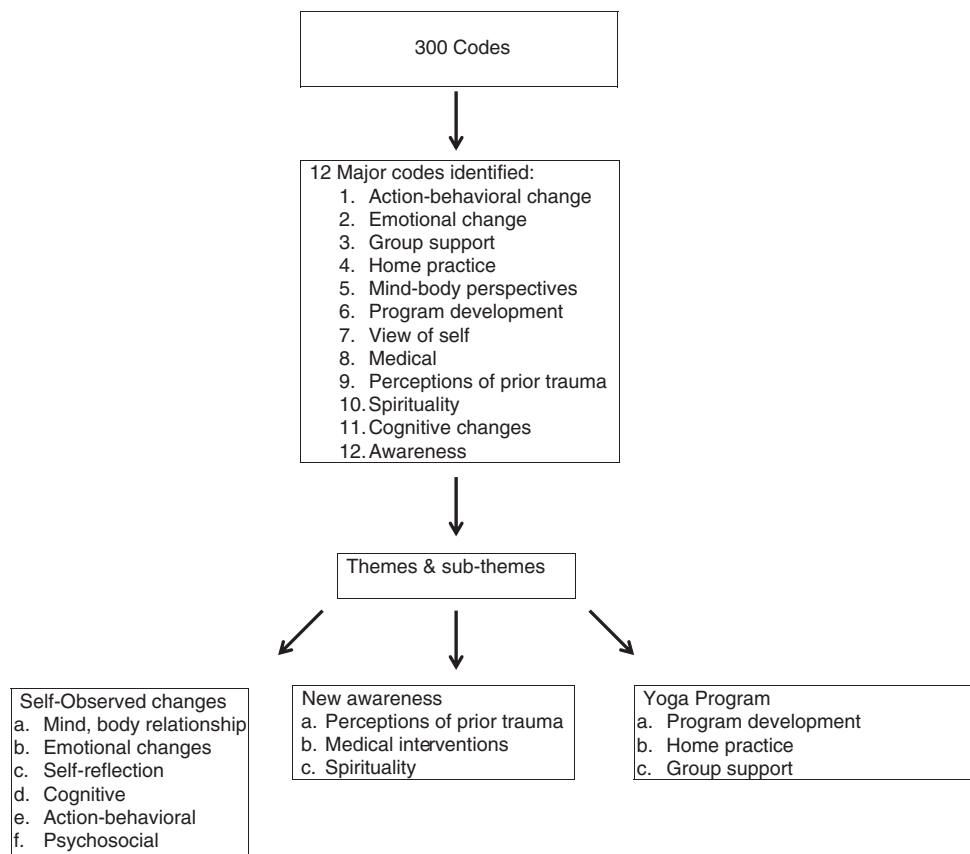 300 Codes
12 Major codes identified:
1. Action-behavioral change
2. Emotional change
3. Group support
4. Home practice
5. Mind-body perspectives
6. Program development
7. View of self
8. Medical
9. Perceptions of prior trauma
10. Spirituality
11. Cognitive changes
12. Awareness
Themes & sub-themes
Self-Observed changes
a. Mind, body relationship
b. Emotional changes
c. Self-reflection
d. Cognitive
e. Action-behavioral
f. Psychosocial
New awareness
a. Perceptions of prior trauma
b. Medical interventions
c. Spirituality
Yoga Program
a. Program development
b. Home practice
c. Group support